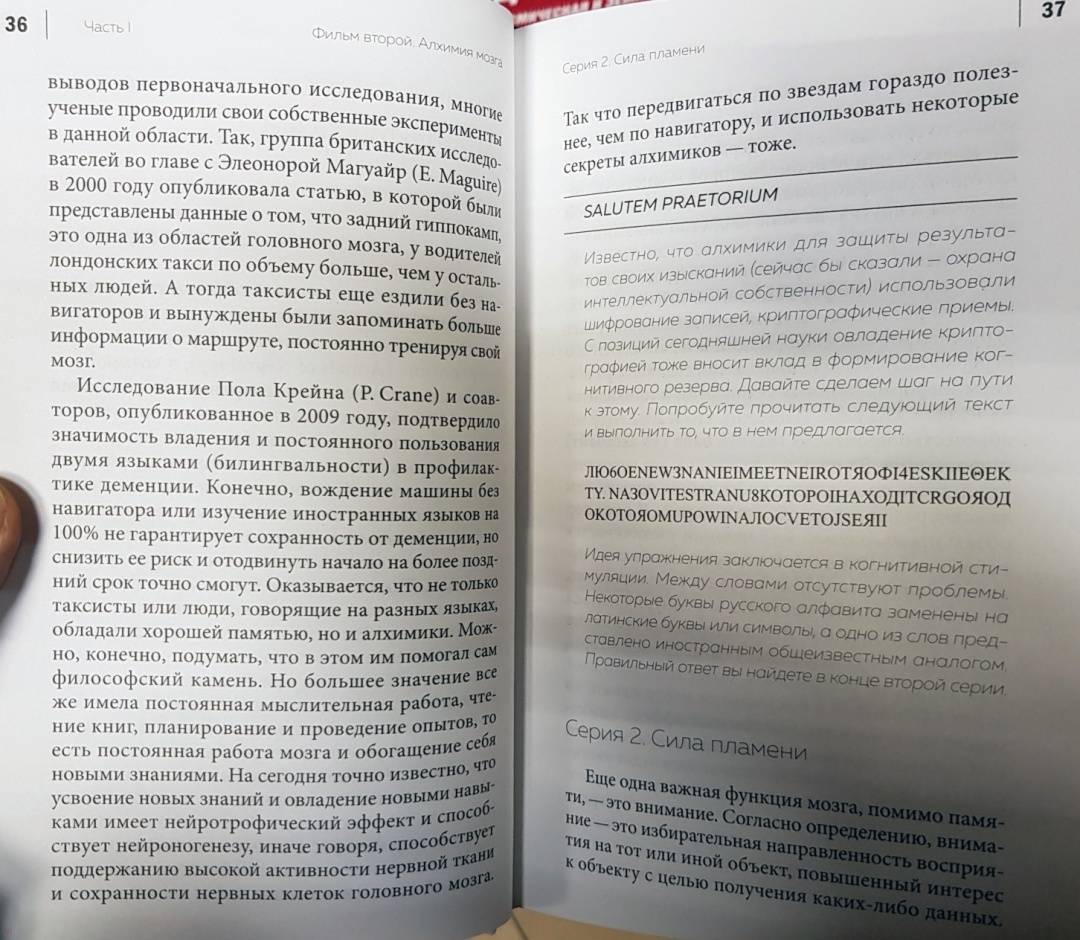 36
Часть I
Фильм второй. Алхимия мозга
выводов первоначального исследования, многие
ученые проводили свои собственные эксперименты
в данной области. Так, группа британских исследо-
вателей во главе с Элеонорой Магуайр (E. Maguire)
в 2000 году опубликовала статью, в которой были
представлены данные о том, что задний гиппокамп,
это одна из областей головного мозга, у водителей
лондонских такси по объему больше, чем у осталь-
ных людей. А тогда таксисты еще ездили без на-
вигаторов и вынуждены были запоминать больше
информации о маршруте, постоянно тренируя свой
мозг.
Исследование Пола Крейна (P. Crane) и соав-
торов, опубликованное в 2009 году, подтвердило
значимость владения и постоянного пользования
двумя языками (билингвальности) в профилак-
тике деменции. Конечно, вождение машины без
навигатора или изучение иностранных языков на
100% не гарантирует сохранность от деменции, но
снизить ее риск и отодвинуть начало на более позд-
ний срок точно смогут. Оказывается, что не только
таксисты или люди, говорящие на разных языках,
обладали хорошей памятью, но и алхимики. Мож-
но, конечно, подумать, что в этом им помогал сам
философский камень. Но большее значение все
же имела постоянная мыслительная работа, чте-
ние книг, планирование и проведение опытов, то
есть постоянная работа мозга и обогащение себя
новыми знаниями. На сегодня точно известно, что
усвоение новых знаний и овладение новыми навы-
ками имеет нейротрофический эффект и способ-
ствует нейрогенезу, иначе говоря, способствует
поддержанию высокой активности нервной ткани
и сохранности нервных клеток головного мозга.
37
Серия 2. Сила пламени
Так что передвигаться по звездам гораздо полез-
нее, чем по навигатору, и использовать некоторые
секреты алхимиков — тоже.
SALUTEM PRAETORIUM
Известно, что алхимики для защиты результа-
тов своих изысканий (сейчас бы сказали — охрана
интеллектуальной собственности) использовали
шифрование записей, криптографические приемы.
С позиций сегодняшней науки овладение крипто-
графией тоже вносит вклад в формирование ког-
нитивного резерва. Давайте сделаем шаг на пути
к этому. Попробуйте прочитать следующий текст
и выполнить то, что в нем предлагается.
ЛЮ6OENEWЗNANIEIMEETNEIROTЯОФI4ESKIIEΘEK
TY. NAЗOVITESTRANU8KOTOPOIHAXOДITCRGOЯOД
OKOTOЯOMUPOWINAЛOCVETOJSEЯII
Идея упражнения заключается в когнитивной сти-
муляции. Между словами отсутствуют проблемы.
Некоторые буквы русского алфавита заменены на
латинские буквы или символы, а одно из слов пред-
ставлено иностранным общеизвестным аналогом.
Правильный ответ вы найдете в конце второй серии.
Серия 2. Сила пламени
Еще одна важная функция мозга, помимо памя-
ти, — это внимание. Согласно определению, внима-
ние — это избирательная направленность восприя-
тия на тот или иной объект, повышенный интерес
к объекту с целью получения каких-либо данных.